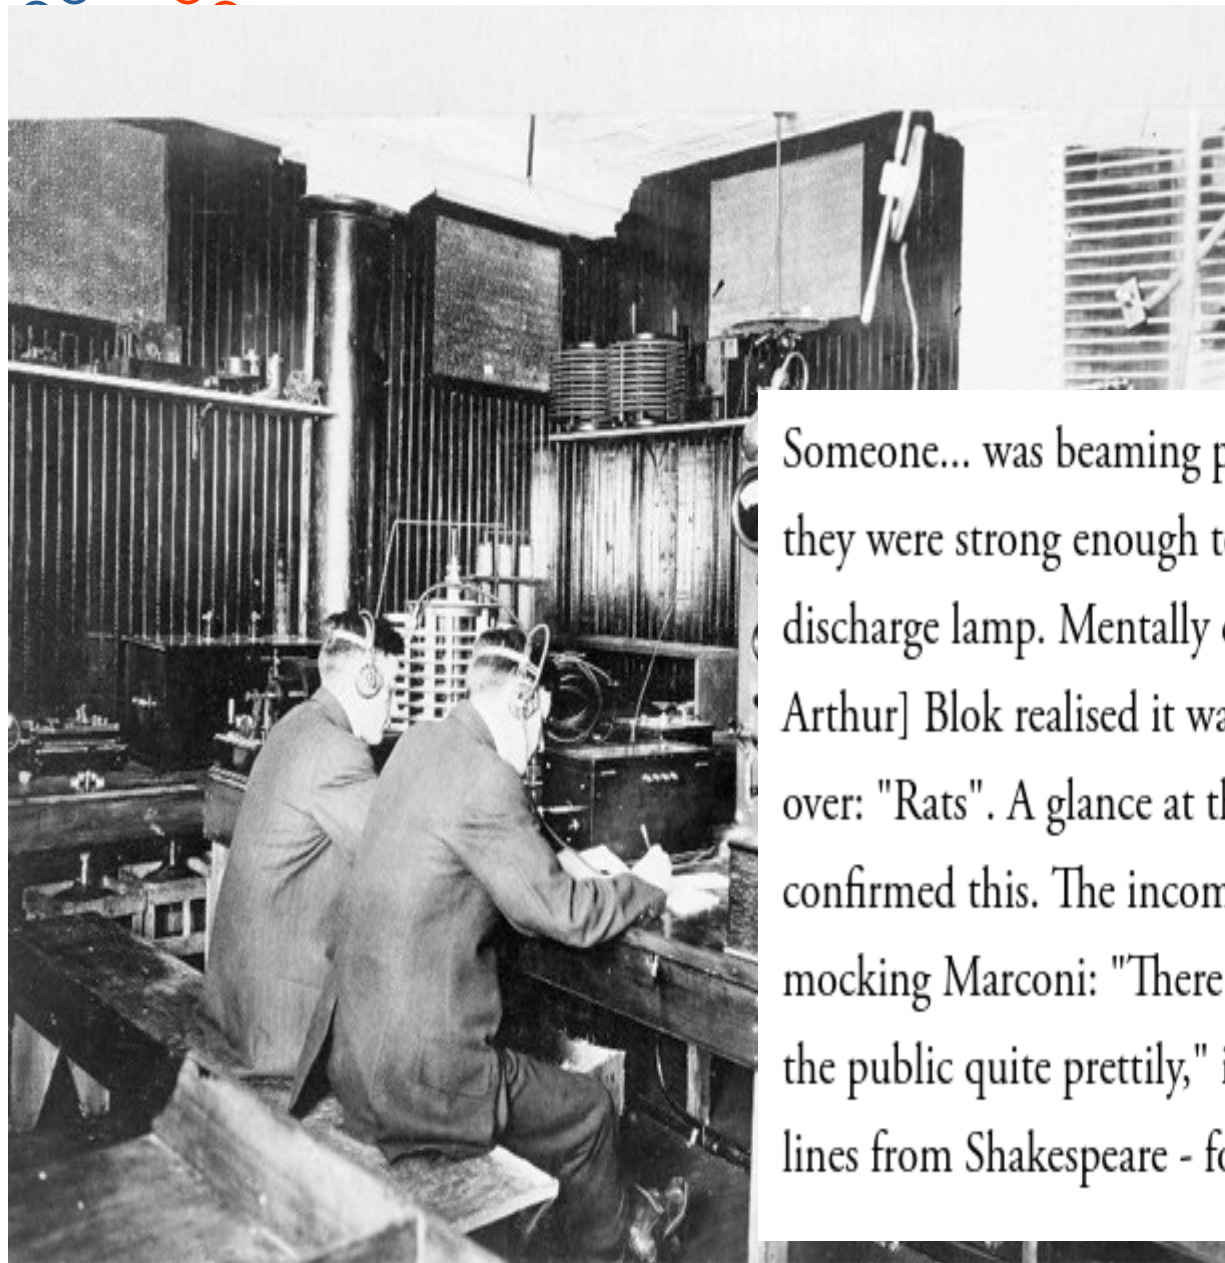 Someone... was beaming
they were strong enough
discharge lamp. Mentally
Arthur] Blok realised it
over: "Rats". A glance at
confirmed this. The
mocking Marconi: "There
the public quite prettily,"
lines from Shakespeare -